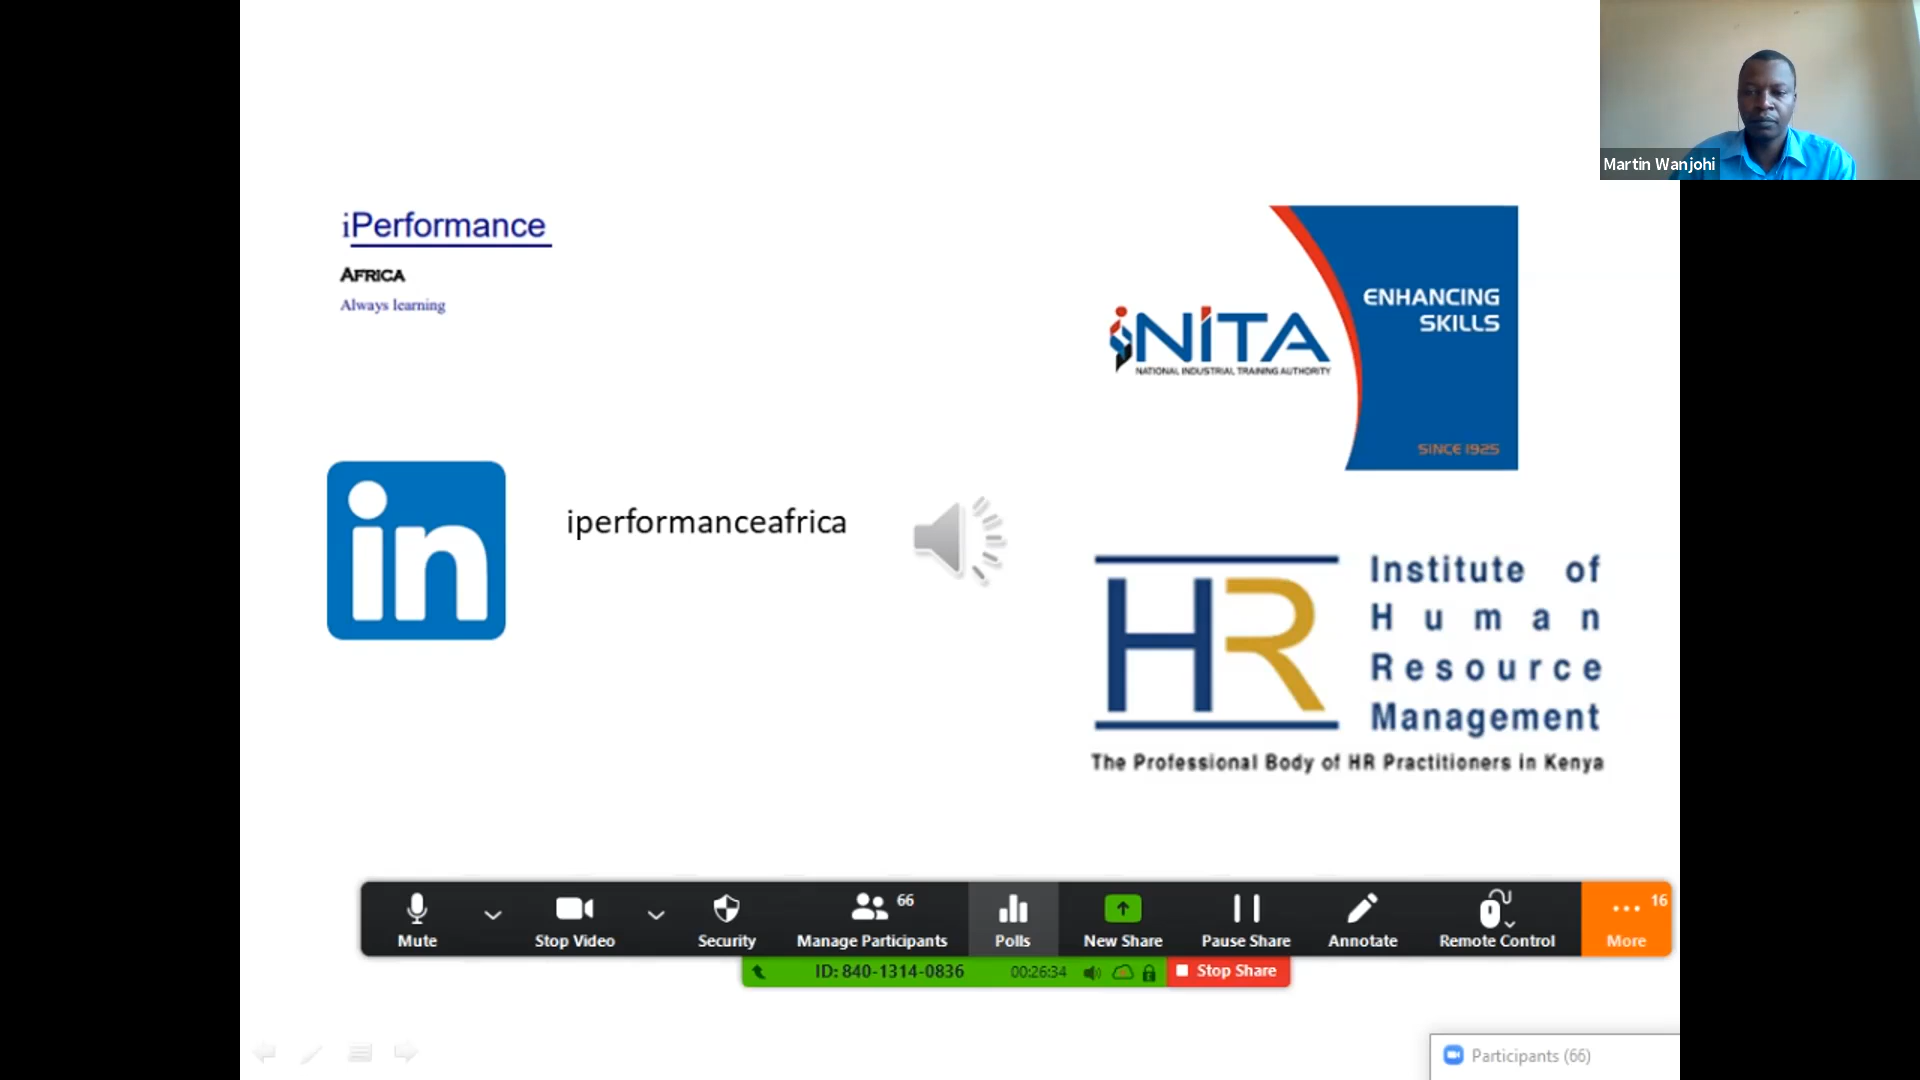 Martin Wanjohi
iPerformance
AFRICA
Always learning
ENHANCING
SKILLS
NITA
NATIONAL INDUSTRIAL TRAINING AUTHORITY
SINCE 1925
in
iperformanceafrica
HR
Institute of
Human
Resource
Management
The Professional Body of HR Practitioners in Kenya
66
16
Mute
Stop Video
Security
Manage Participants
Polls
New Share
Pause Share
Annotate
Remote Control
More
ID: 840-1314-0836
00:26:34
Stop Share
Participants (66)